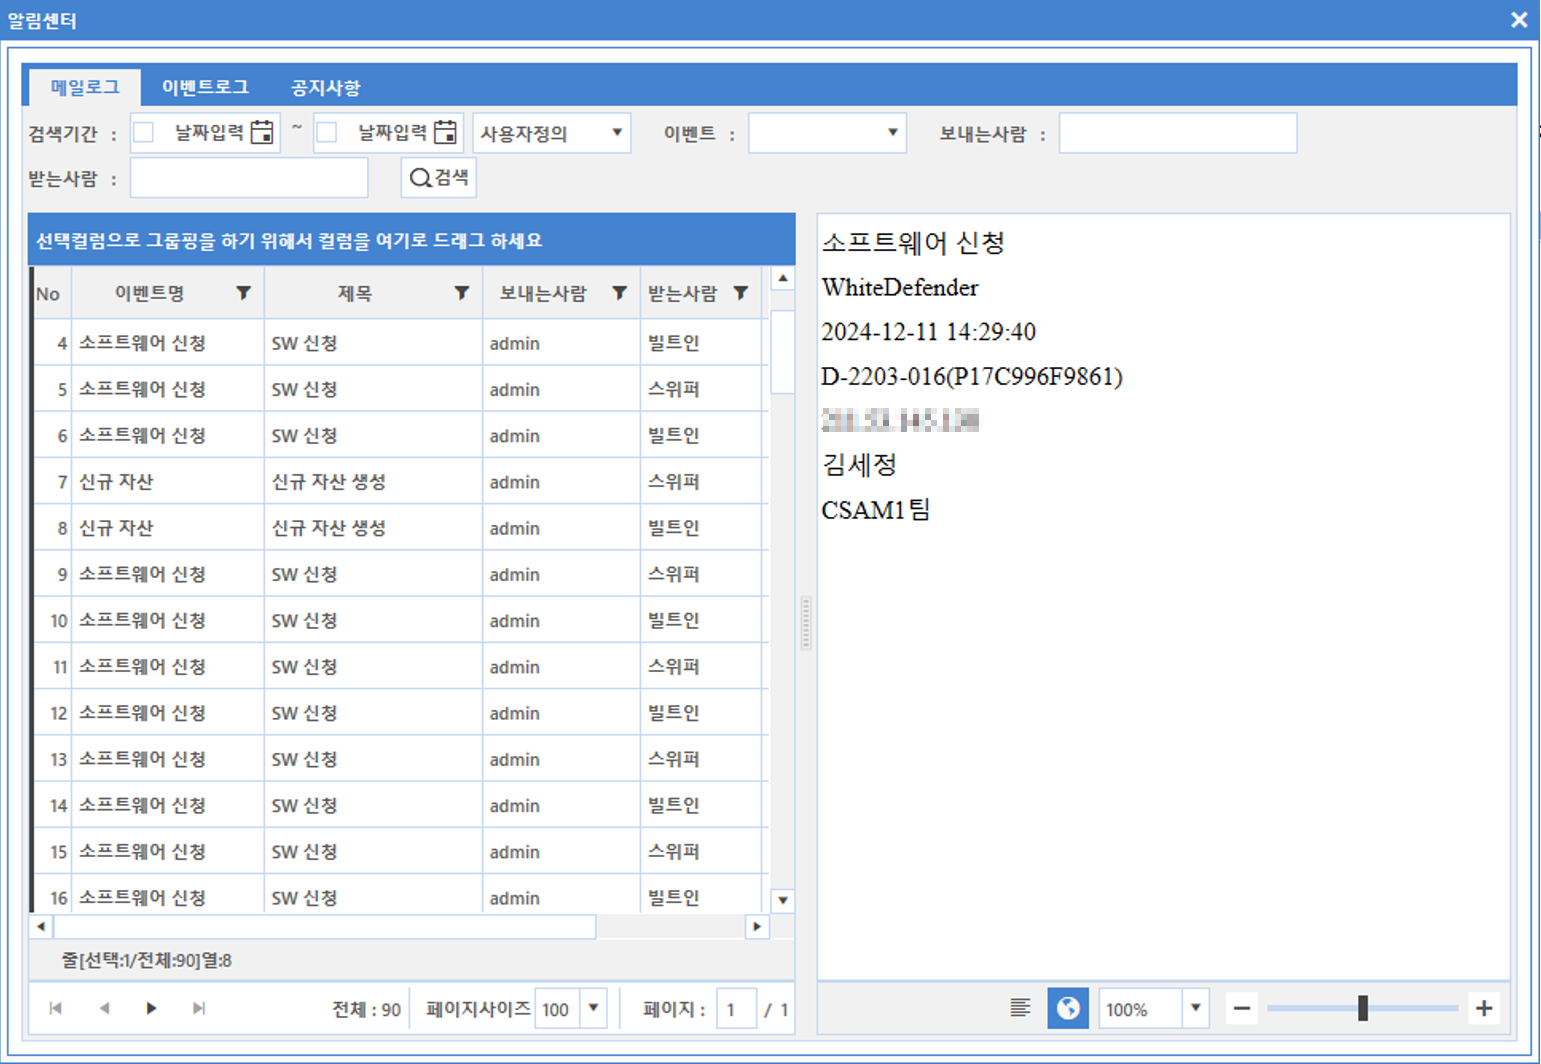 알림센터
메일로그 이벤트로그 공지사항
검색기간 : 날짜입력 ~ 날짜입력 사용자정의 이벤트 : 보내는사람 :
받는사람 : 검색
선택컬럼으로 그룹핑을 하기 위해서 컬럼을 여기로 드래그 하세요
No 이벤트명 제목 보내는사람 받는사람
4 소프트웨어 신청 SW 신청 admin 빌트인
5 소프트웨어 신청 SW 신청 admin 스위퍼
6 소프트웨어 신청 SW 신청 admin 빌트인
7 신규 자산 신규 자산 생성 admin 스위퍼
8 신규 자산 신규 자산 생성 admin 빌트인
9 소프트웨어 신청 SW 신청 admin 스위퍼
10 소프트웨어 신청 SW 신청 admin 빌트인
11 소프트웨어 신청 SW 신청 admin 스위퍼
12 소프트웨어 신청 SW 신청 admin 빌트인
13 소프트웨어 신청 SW 신청 admin 스위퍼
14 소프트웨어 신청 SW 신청 admin 빌트인
15 소프트웨어 신청 SW 신청 admin 스위퍼
16 소프트웨어 신청 SW 신청 admin 빌트인
줄[선택:1/전체:90]열:8
전체 : 90 페이지사이즈 100 페이지 : 1 / 1
소프트웨어 신청
WhiteDefender
2024-12-11 14:29:40
D-2203-016(P17C996F9861)
김세정
CSAM1팀
100%